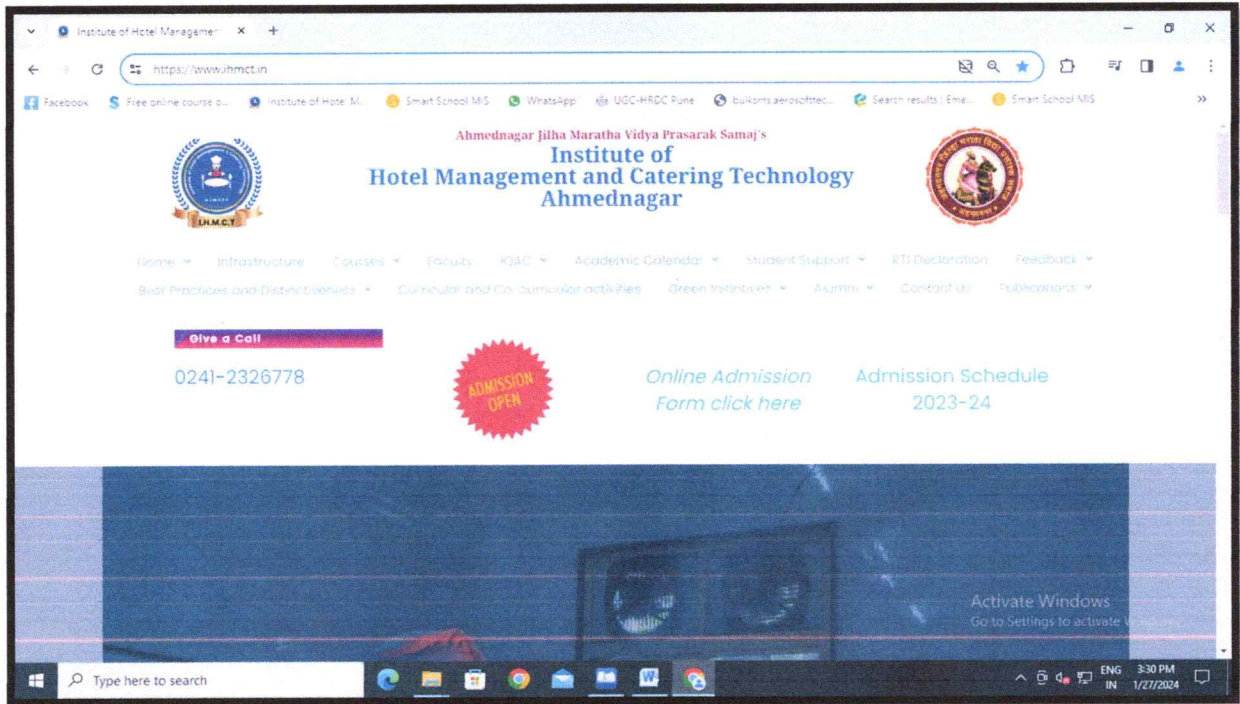 Institute of Hotel Managemen
https://www.ihmct.in
Facebook
Free online course o...
Institute of Hotel M...
Smart School MIS
WhatsApp
UGC-HRDC Pune
bulksms.aerosofttec...
Search results | Eme...
Smart School MIS
Ahmednagar Jilha Maratha Vidya Prasarak Samaj's
Institute of
Hotel Management and Catering Technology
Ahmednagar
I.H.M.C.T
Home Infrastructure Courses Faculty IQAC Academic Calendar Student Support RTI Declaration Feedback
Best Practices and Distinctiveness Curricular and Co-curricular activities Green Initiatives Alumni Contact Us Publications
Give a Call
0241-2326778
ADMISSION
OPEN
Online Admission
Form click here
Admission Schedule
2023-24
Activate Windows
Go to Settings to activate Windows.
Type here to search
ENG
IN
3:30 PM
1/27/2024